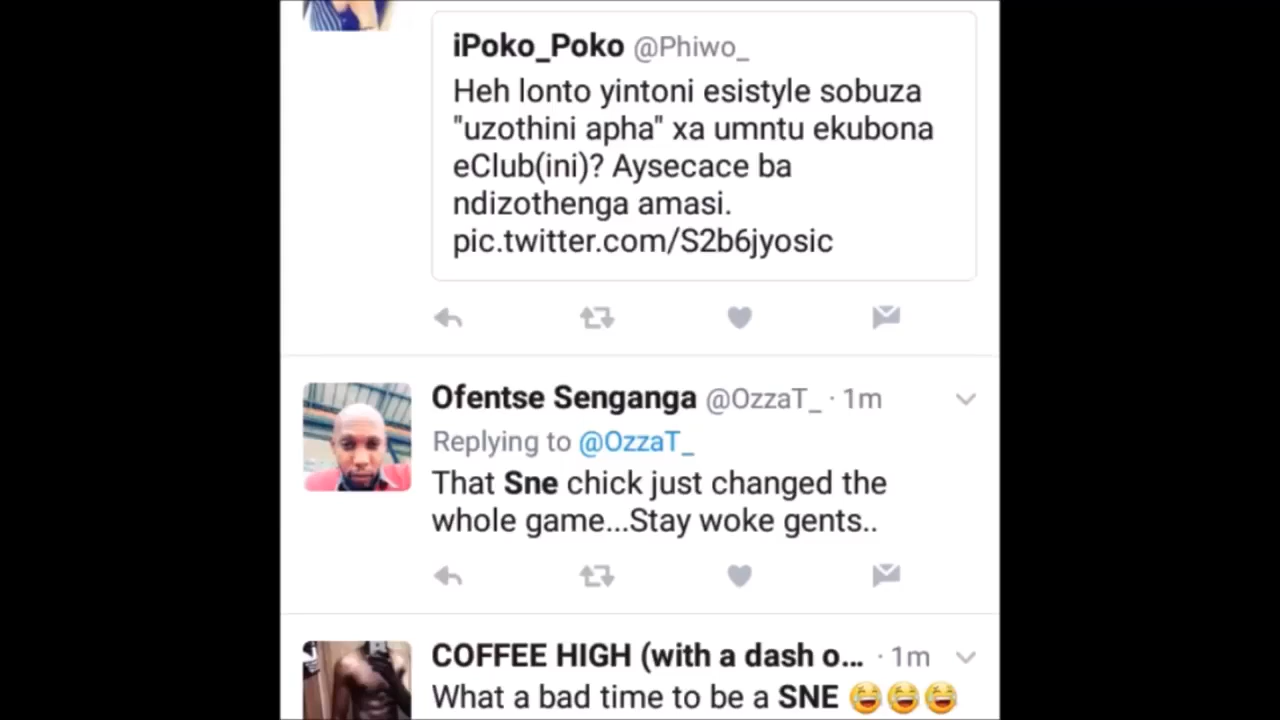 iPoko_Poko @Phiwo_
Heh lonto yintoni esistyle sobuza
"uzothini apha" xa umntu ekubona
eClub(ini)? Aysecace ba
ndizothenga amasi.
pic.twitter.com/S2b6jyosic
Ofentse Senganga @OzzaT_ · 1m
Replying to @OzzaT_
That Sne chick just changed the
whole game...Stay woke gents..
COFFEE HIGH (with a dash o... · 1m
What a bad time to be a SNE 😂😂😂